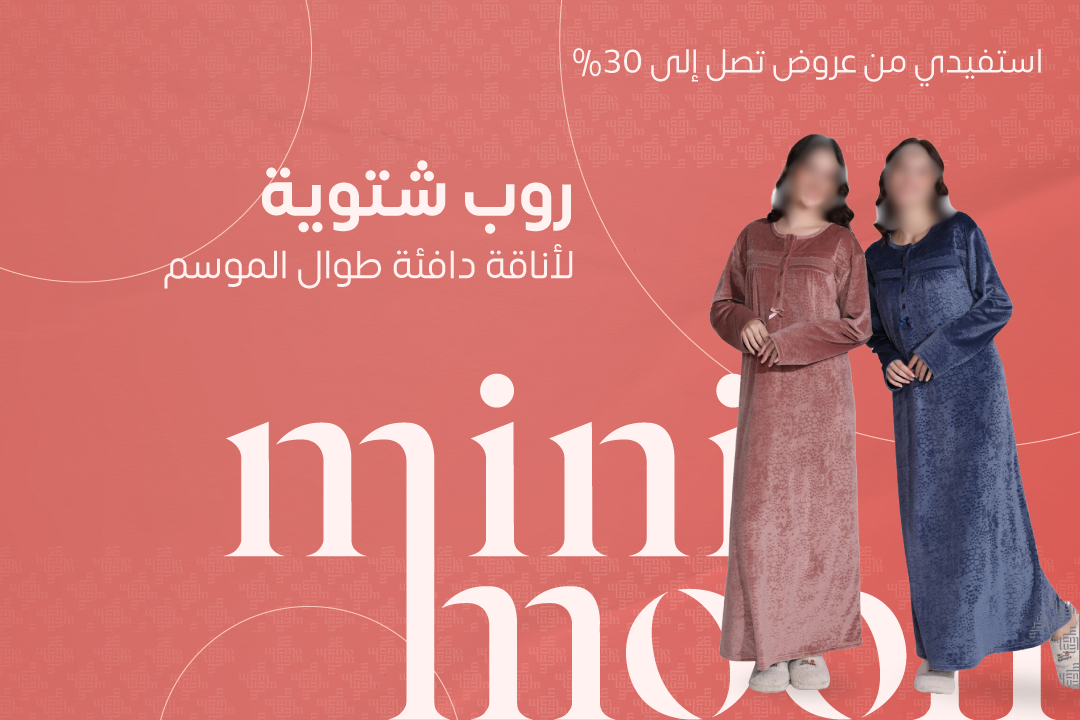 استفيدي من عروض تصل إلى 30%
روب شتوية
لأناقة دافئة طوال الموسم
mini
moon